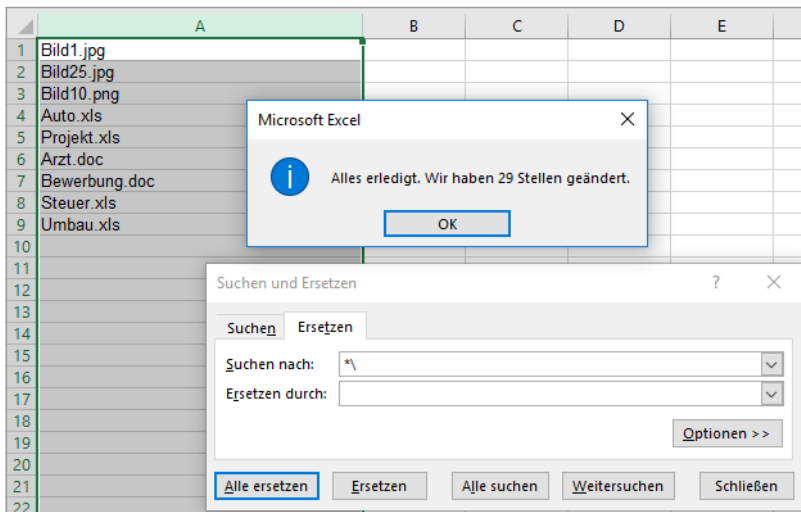 A B C D E
1 Bild1.jpg
2 Bild25.jpg
3 Bild10.png
4 Auto.xls
5 Projekt.xls
6 Arzt.doc
7 Bewerbung.doc
8 Steuer.xls
9 Umbau.xls
10
11
12
13
14
15
16
17
18
19
20
21
22
Microsoft Excel
Alles erledigt. Wir haben 29 Stellen geändert.
OK
Suchen und Ersetzen ?
Suchen Ersetzen
Suchen nach: *\
Ersetzen durch:
Optionen >>
Alle ersetzen Ersetzen Alle suchen Weitersuchen Schließen